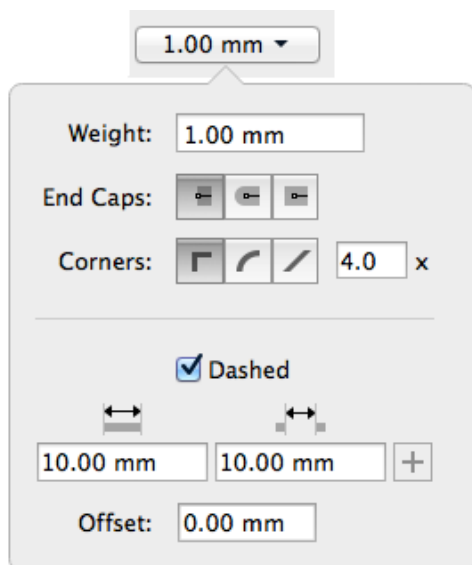 1.00 mm
Weight: 1.00 mm
End Caps:
Corners: 4.0 x
Dashed
10.00 mm 10.00 mm +
Offset: 0.00 mm